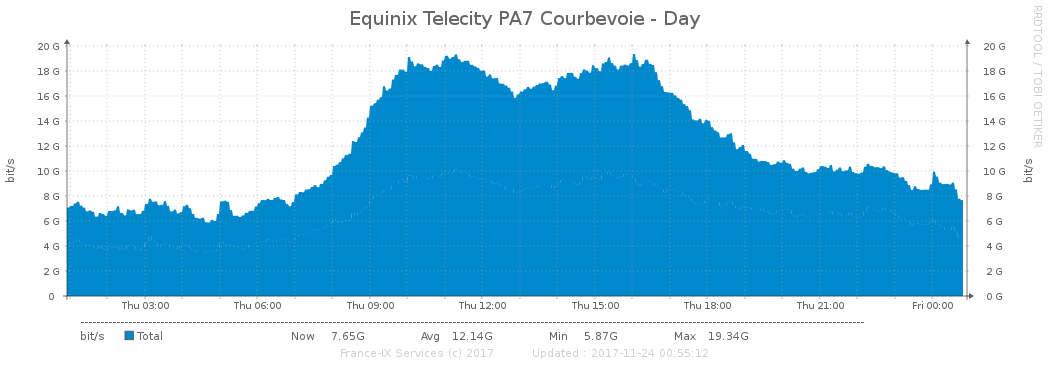 Equinix Telecity PA7 Courbevoie - Day
RRDTOOL / TOBI OETIKER
bit/s
20 G
18 G
16 G
14 G
12 G
10 G
8 G
6 G
4 G
2 G
0
20 G
18 G
16 G
14 G
12 G
10 G
8 G
6 G
4 G
2 G
0 G
bit/s
Thu 03:00 Thu 06:00 Thu 09:00 Thu 12:00 Thu 15:00 Thu 18:00 Thu 21:00 Fri 00:00
bit/s Total Now 7.65G Avg 12.14G Min 5.87G Max 19.34G
France-IX Services (c) 2017 Updated : 2017-11-24 00:55:12